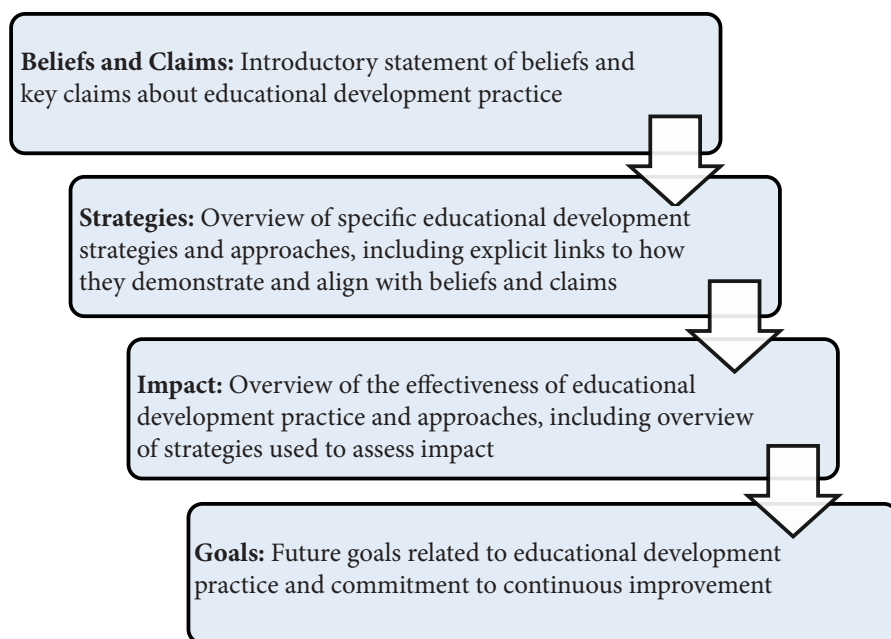 Beliefs and Claims: Introductory statement of beliefs and
key claims about educational development practice
Strategies: Overview of specific educational development
strategies and approaches, including explicit links to how
they demonstrate and align with beliefs and claims
Impact: Overview of the effectiveness of educational
development practice and approaches, including overview
of strategies used to assess impact
Goals: Future goals related to educational development
practice and commitment to continuous improvement